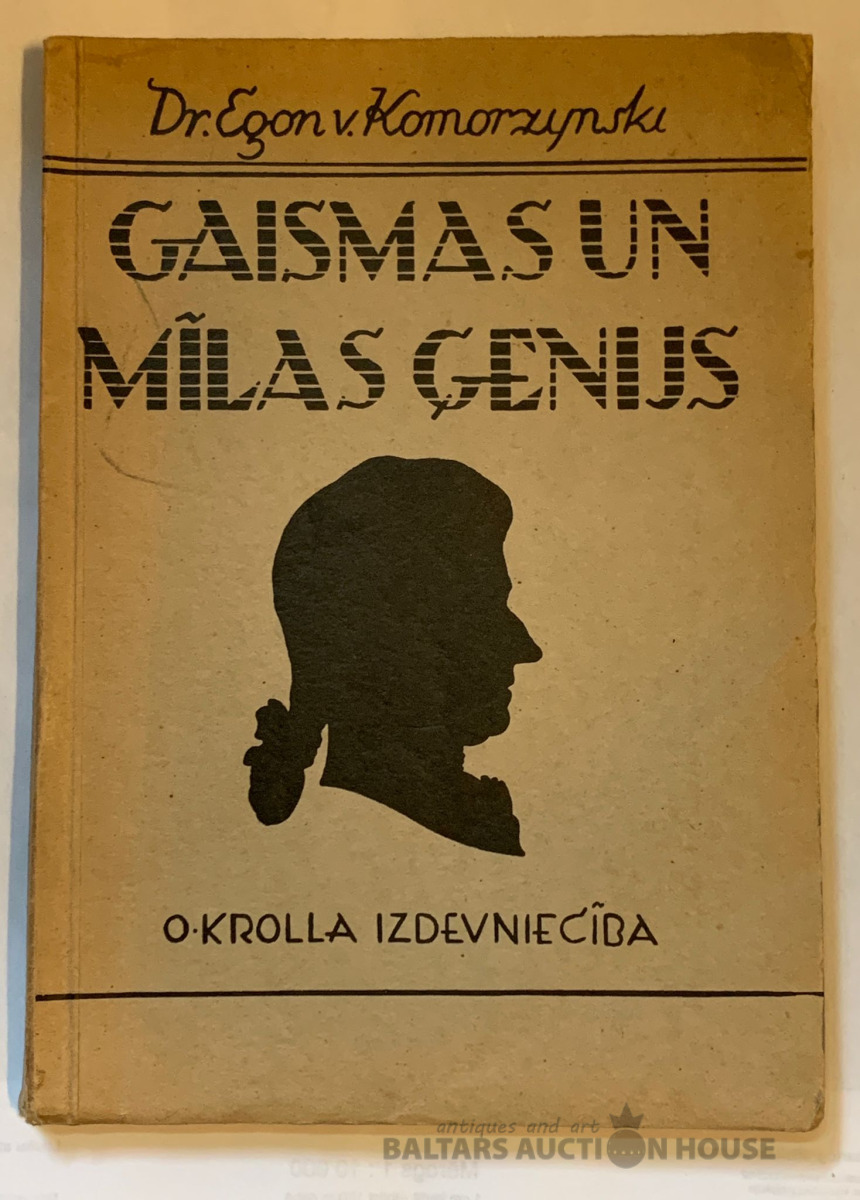 Dr. Egon v. Komorzynski
GAISMAS UN
MĪLAS ĢENIJS
O. KROLLA IZDEVNIECĪBA
antiques and art
BALTARS AUCTION HOUSE